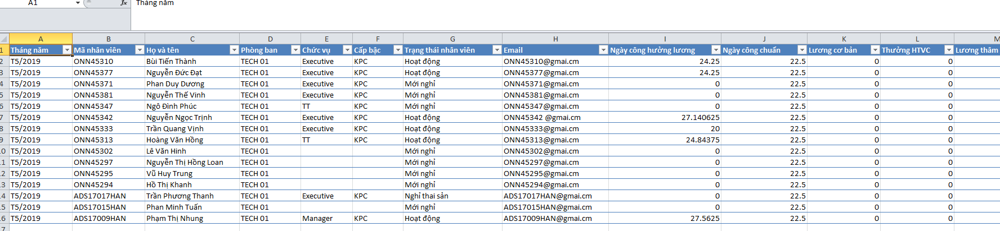 A1 fx Tháng năm
A B C D E F G H I J K L M
1 Tháng năm Mã nhân viên Họ và tên Phòng ban Chức vụ Cấp bậc Trạng thái nhân viên Email Ngày công hưởng lương Ngày công chuẩn Lương cơ bản Thưởng HTVC Lương thâm
2 T5/2019 ONN45310 Bùi Tiến Thành TECH 01 Executive KPC Hoạt động ONN45310@gmai.cm 24.25 22.5 0 0
3 T5/2019 ONN45377 Nguyễn Đức Đạt TECH 01 Executive KPC Hoạt động ONN45377@gmai.cm 24.25 22.5 0 0
4 T5/2019 ONN45371 Phan Duy Dương TECH 01 Executive KPC Mới nghỉ ONN45371@gmai.cm 0 22.5 0 0
5 T5/2019 ONN45381 Nguyễn Thế Vinh TECH 01 Executive KPC Mới nghỉ ONN45381@gmai.cm 0 22.5 0 0
6 T5/2019 ONN45347 Ngô Đình Phúc TECH 01 TT KPC Mới nghỉ ONN45347@gmai.cm 0 22.5 0 0
7 T5/2019 ONN45342 Nguyễn Ngọc Trịnh TECH 01 Executive KPC Hoạt động ONN45342 @gmai.cm 27.140625 22.5 0 0
8 T5/2019 ONN45333 Trần Quang Vịnh TECH 01 Executive KPC Hoạt động ONN45333@gmai.cm 20 22.5 0 0
9 T5/2019 ONN45313 Hoàng Văn Hồng TECH 01 TT KPC Hoạt động ONN45313@gmai.cm 24.84375 22.5 0 0
10 T5/2019 ONN45302 Lê Văn Hinh TECH 01 Mới nghỉ ONN45302@gmai.cm 0 22.5 0 0
11 T5/2019 ONN45297 Nguyễn Thị Hồng Loan TECH 01 Mới nghỉ ONN45297@gmai.cm 0 22.5 0 0
12 T5/2019 ONN45295 Vũ Huy Trung TECH 01 Mới nghỉ ONN45295@gmai.cm 0 22.5 0 0
13 T5/2019 ONN45294 Hồ Thị Khanh TECH 01 Mới nghỉ ONN45294@gmai.cm 0 22.5 0 0
14 T5/2019 ADS17017HAN Trần Phương Thanh TECH 01 Executive KPC Nghỉ thai sản ADS17017HAN@gmai.cm 0 22.5 0 0
15 T5/2019 ADS17015HAN Phan Minh Tuấn TECH 01 Mới nghỉ ADS17015HAN@gmai.cm 0 22.5 0 0
16 T5/2019 ADS17009HAN Phạm Thị Nhung TECH 01 Manager KPC Hoạt động ADS17009HAN@gmai.cm 27.5625 22.5 0 0